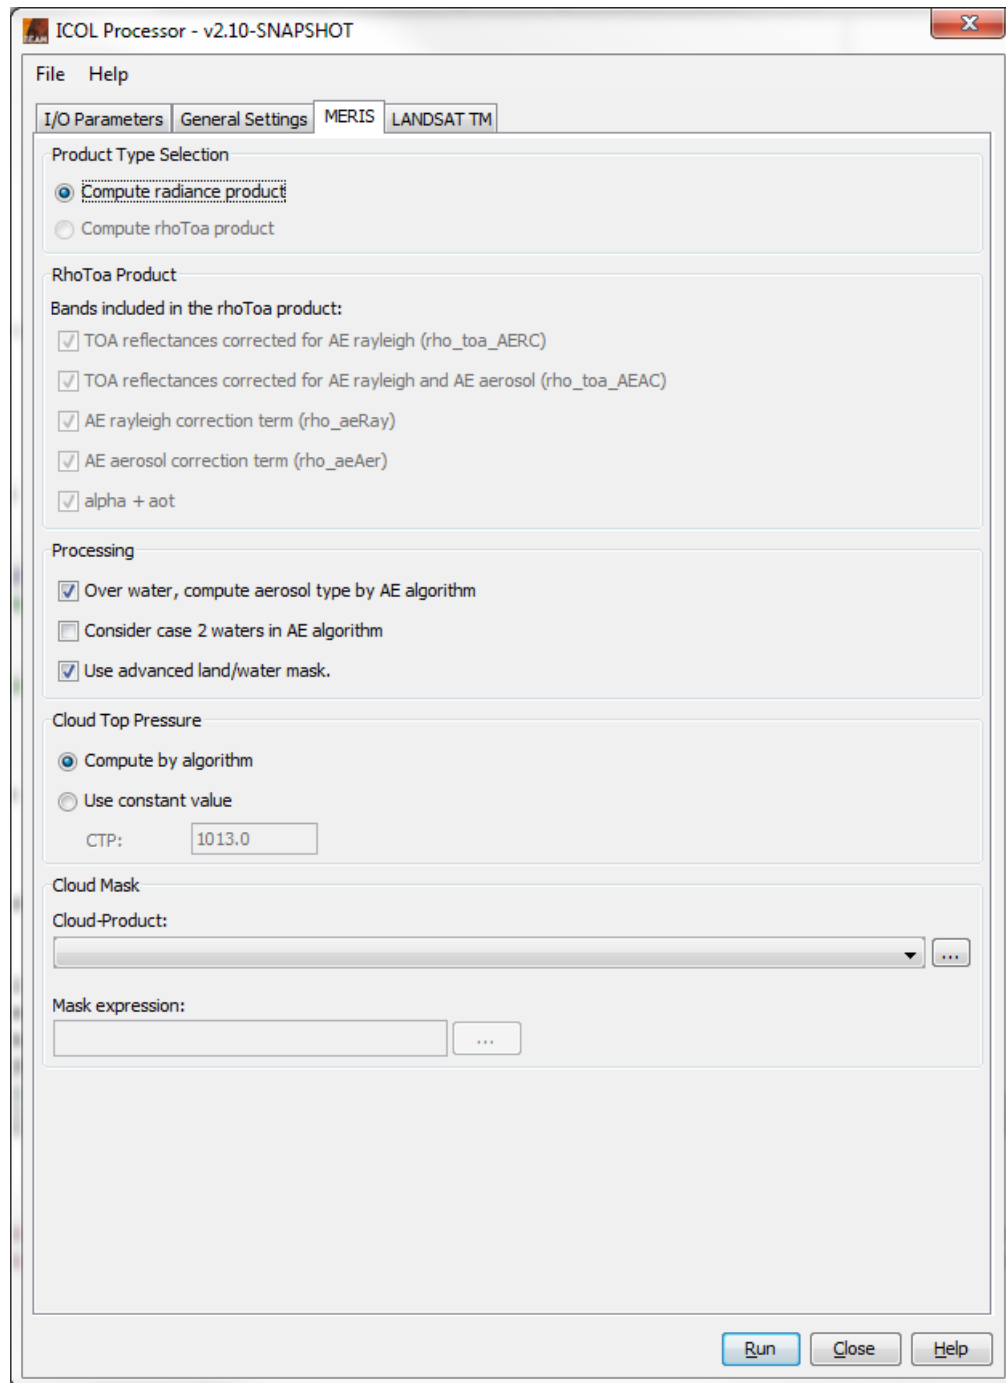 ICOL Processor - v2.10-SNAPSHOT
File Help
I/O Parameters General Settings MERIS LANDSAT TM
Product Type Selection
Compute radiance product
Compute rhoToa product
RhoToa Product
Bands included in the rhoToa product:
TOA reflectances corrected for AE rayleigh (rho_toa_AERC)
TOA reflectances corrected for AE rayleigh and AE aerosol (rho_toa_AEAC)
AE rayleigh correction term (rho_aeRay)
AE aerosol correction term (rho_aeAer)
alpha + aot
Processing
Over water, compute aerosol type by AE algorithm
Consider case 2 waters in AE algorithm
Use advanced land/water mask.
Cloud Top Pressure
Compute by algorithm
Use constant value
CTP: 1013.0
Cloud Mask
Cloud-Product:
...
Mask expression:
...
Run Close Help